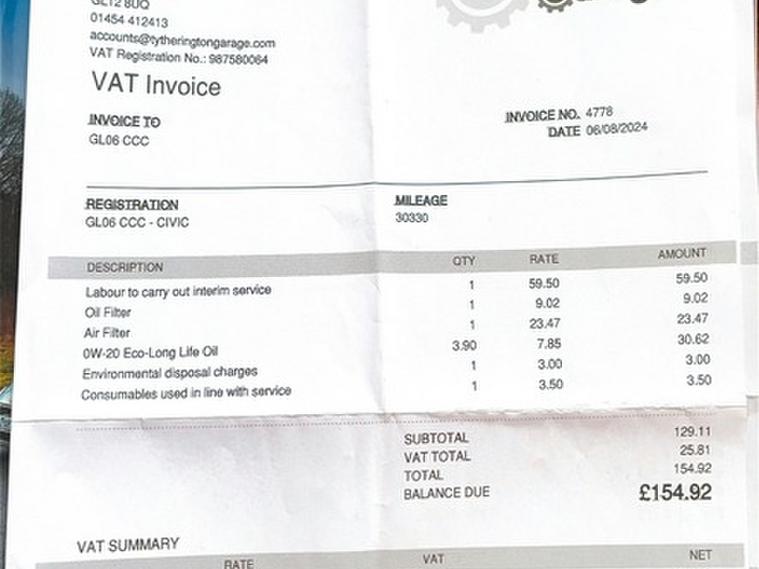 GL12 8UQ
01454 412413
accounts@tytheringtongarage.com
VAT Registration No.: 987580064
VAT Invoice
INVOICE TO
GL06 CCC
INVOICE NO. 4778
DATE 06/08/2024
REGISTRATION
GL06 CCC - CIVIC
MILEAGE
30330
DESCRIPTION QTY RATE AMOUNT
Labour to carry out interim service 1 59.50 59.50
Oil Filter 1 9.02 9.02
Air Filter 1 23.47 23.47
0W-20 Eco-Long Life Oil 3.90 7.85 30.62
Environmental disposal charges 1 3.00 3.00
Consumables used in line with service 1 3.50 3.50
SUBTOTAL 129.11
VAT TOTAL 25.81
TOTAL 154.92
BALANCE DUE £154.92
VAT SUMMARY
RATE VAT NET